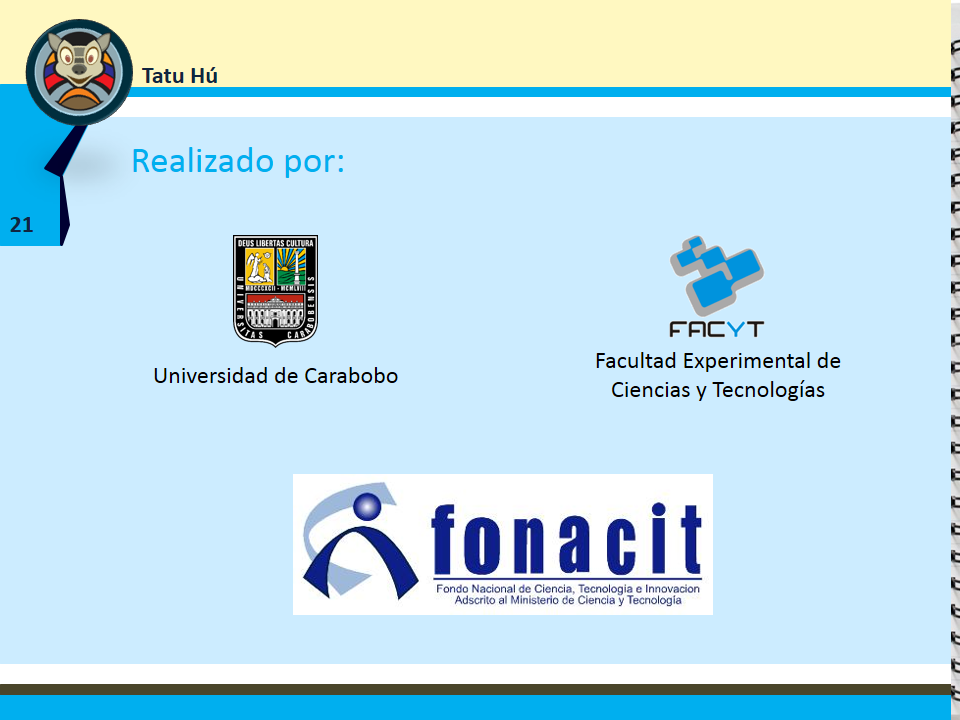 Tatu Hú
Realizado por:
21
DEUS LIBERTAS CULTURA
MDCCCXCII - MCMLVIII
UNIVERSITAS CARABOBENSIS
Universidad de Carabobo
FACYT
Facultad Experimental de
Ciencias y Tecnologías
fonacit
Fondo Nacional de Ciencia, Tecnologia e Innovacion
Adscrito al Ministerio de Ciencia y Tecnología